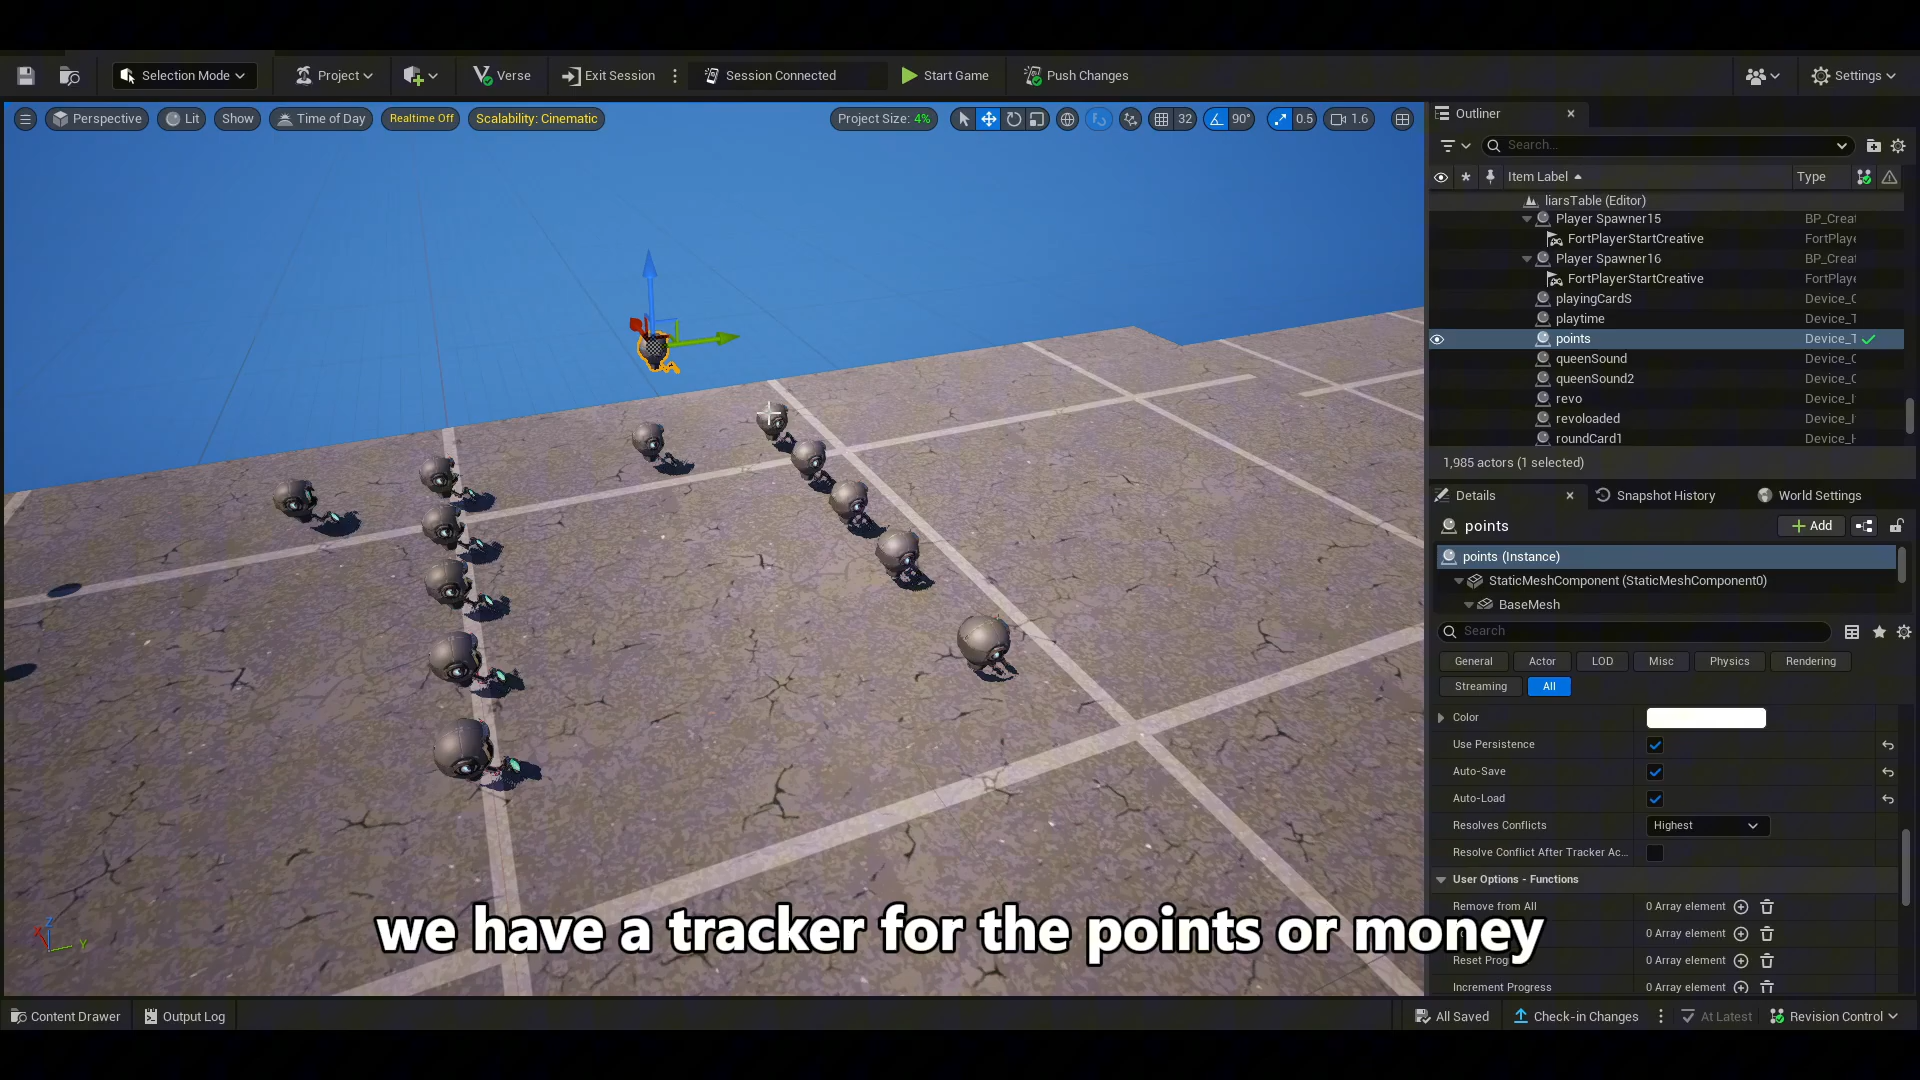 Selection Mode
Project
Verse
Exit Session
Session Connected
Start Game
Push Changes
Settings
Perspective
Lit
Show
Time of Day
Realtime Off
Scalability: Cinematic
Project Size: 4%
32
90°
0.5
1.6
Outliner
Search...
Item Label
Type
liarsTable (Editor)
Player Spawner15 BP_Creat
FortPlayerStartCreative FortPlaye
Player Spawner16 BP_Creat
FortPlayerStartCreative FortPlaye
playingCardS Device_C
playtime Device_T
points Device_T
queenSound Device_C
queenSound2 Device_C
revo Device_I
revoloaded Device_I
roundCard1 Device_H
1,985 actors (1 selected)
Details
Snapshot History
World Settings
points
Add
points (Instance)
StaticMeshComponent (StaticMeshComponent0)
BaseMesh
Search
General
Actor
LOD
Misc
Physics
Rendering
Streaming
All
Color
Use Persistence
Auto-Save
Auto-Load
Resolves Conflicts Highest
Resolve Conflict After Tracker Ac...
User Options - Functions
Remove from All 0 Array element
0 Array element
Reset Prog 0 Array element
Increment Progress 0 Array element
we have a tracker for the points or money
Z
X
Y
Content Drawer
Output Log
All Saved
Check-in Changes
At Latest
Revision Control